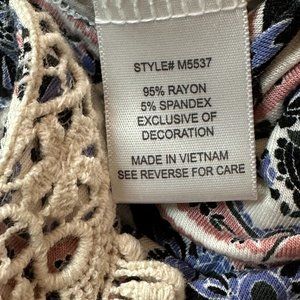 STYLE# M5537
95% RAYON
5% SPANDEX
EXCLUSIVE OF
DECORATION
MADE IN VIETNAM
SEE REVERSE FOR CARE